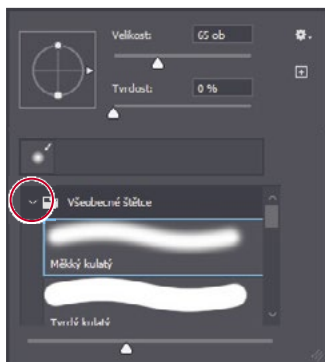 Velikost: 65 ob
Tvrdost: 0 %
Všeobecné štětce
Měkký kulatý
Tvrdý kulatý